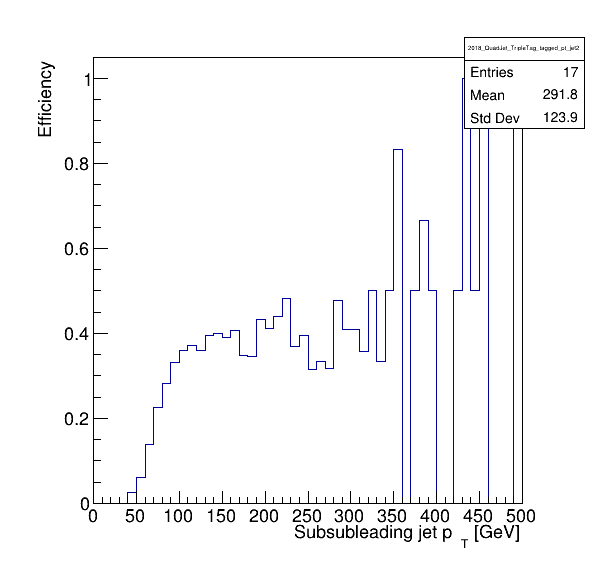 2018_QuadJet_TripleTag_tagged_pt_jet2
Entries 17
Mean 291.8
Std Dev 123.9
Efficiency
1
0.8
0.6
0.4
0.2
0
0 50 100 150 200 250 300 350 400 450 500
Subsubleading jet p_T [GeV]